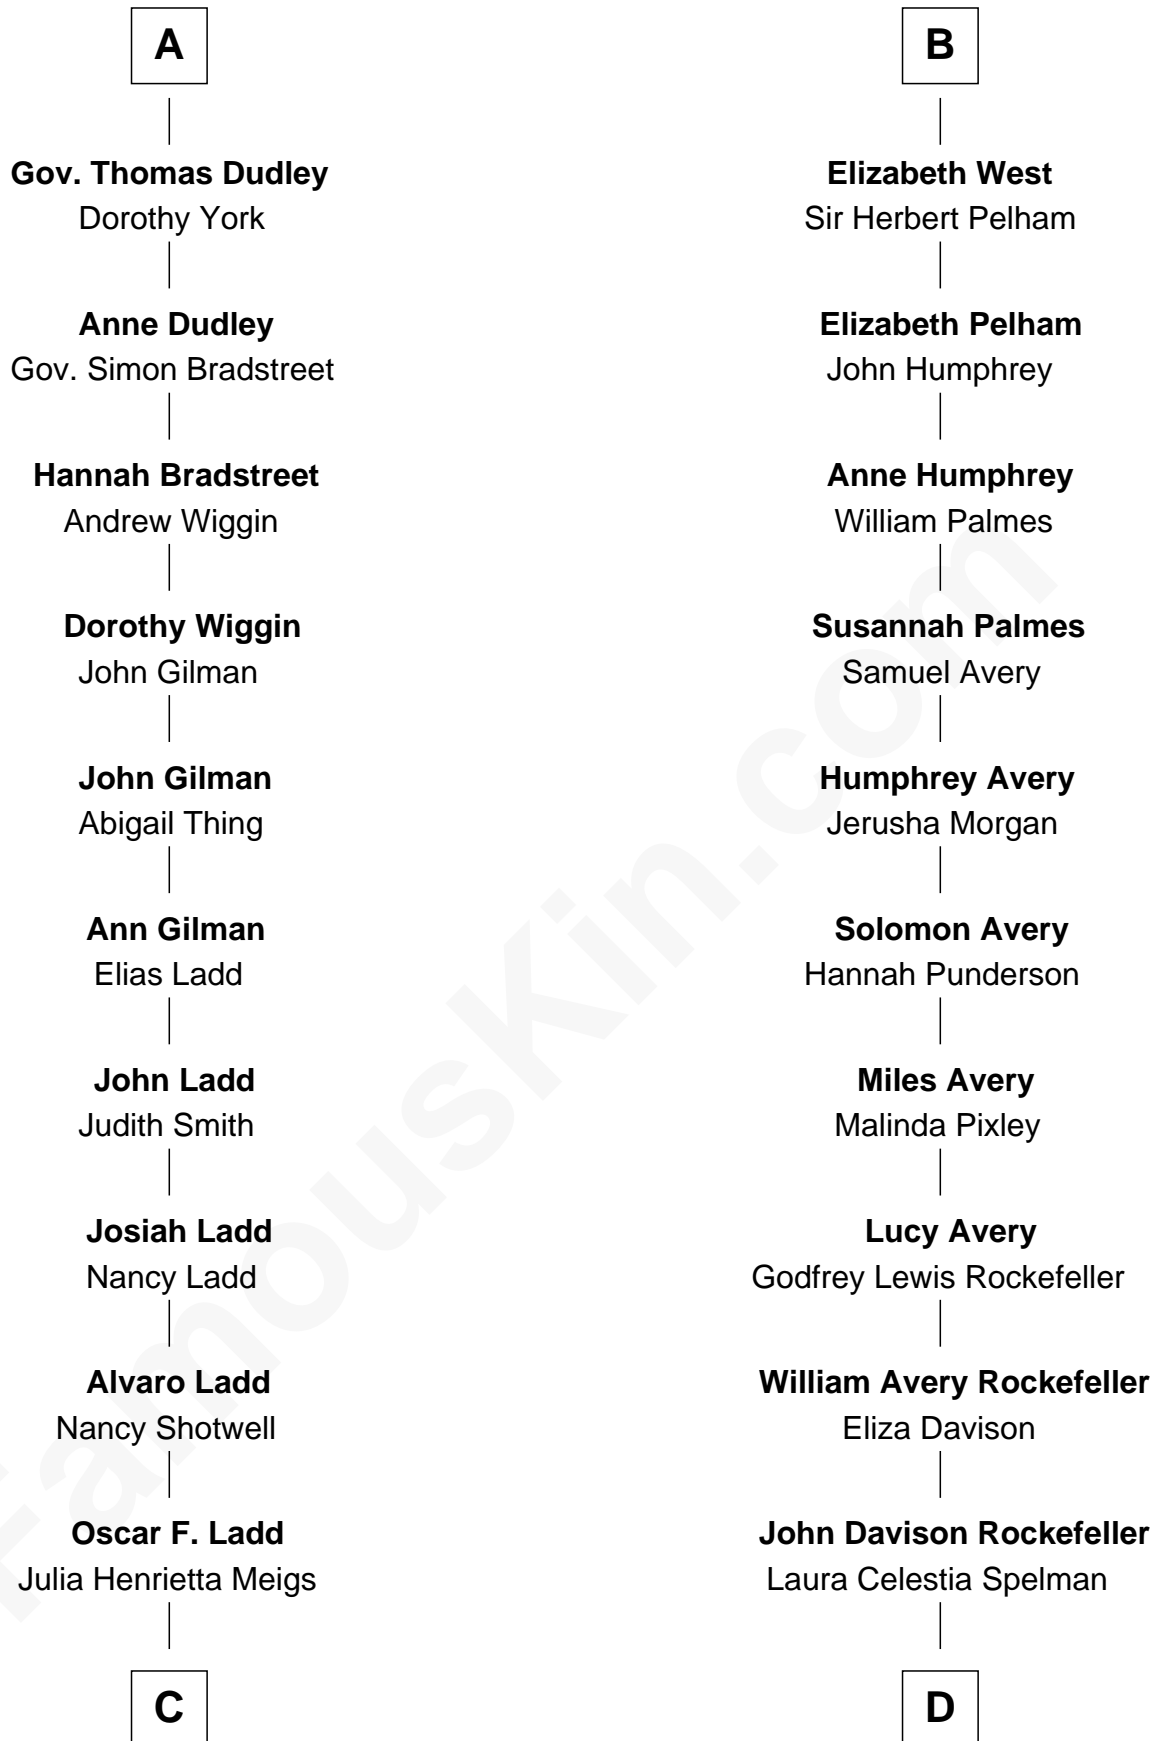 A
Gov. Thomas Dudley
Dorothy York
Anne Dudley
Gov. Simon Bradstreet
Hannah Bradstreet
Andrew Wiggin
Dorothy Wiggin
John Gilman
John Gilman
Abigail Thing
Ann Gilman
Elias Ladd
John Ladd
Judith Smith
Josiah Ladd
Nancy Ladd
Alvaro Ladd
Nancy Shotwell
Oscar F. Ladd
Julia Henrietta Meigs
C
B
Elizabeth West
Sir Herbert Pelham
Elizabeth Pelham
John Humphrey
Anne Humphrey
William Palmes
Susannah Palmes
Samuel Avery
Humphrey Avery
Jerusha Morgan
Solomon Avery
Hannah Punderson
Miles Avery
Malinda Pixley
Lucy Avery
Godfrey Lewis Rockefeller
William Avery Rockefeller
Eliza Davison
John Davison Rockefeller
Laura Celestia Spelman
D
FamousKin.com